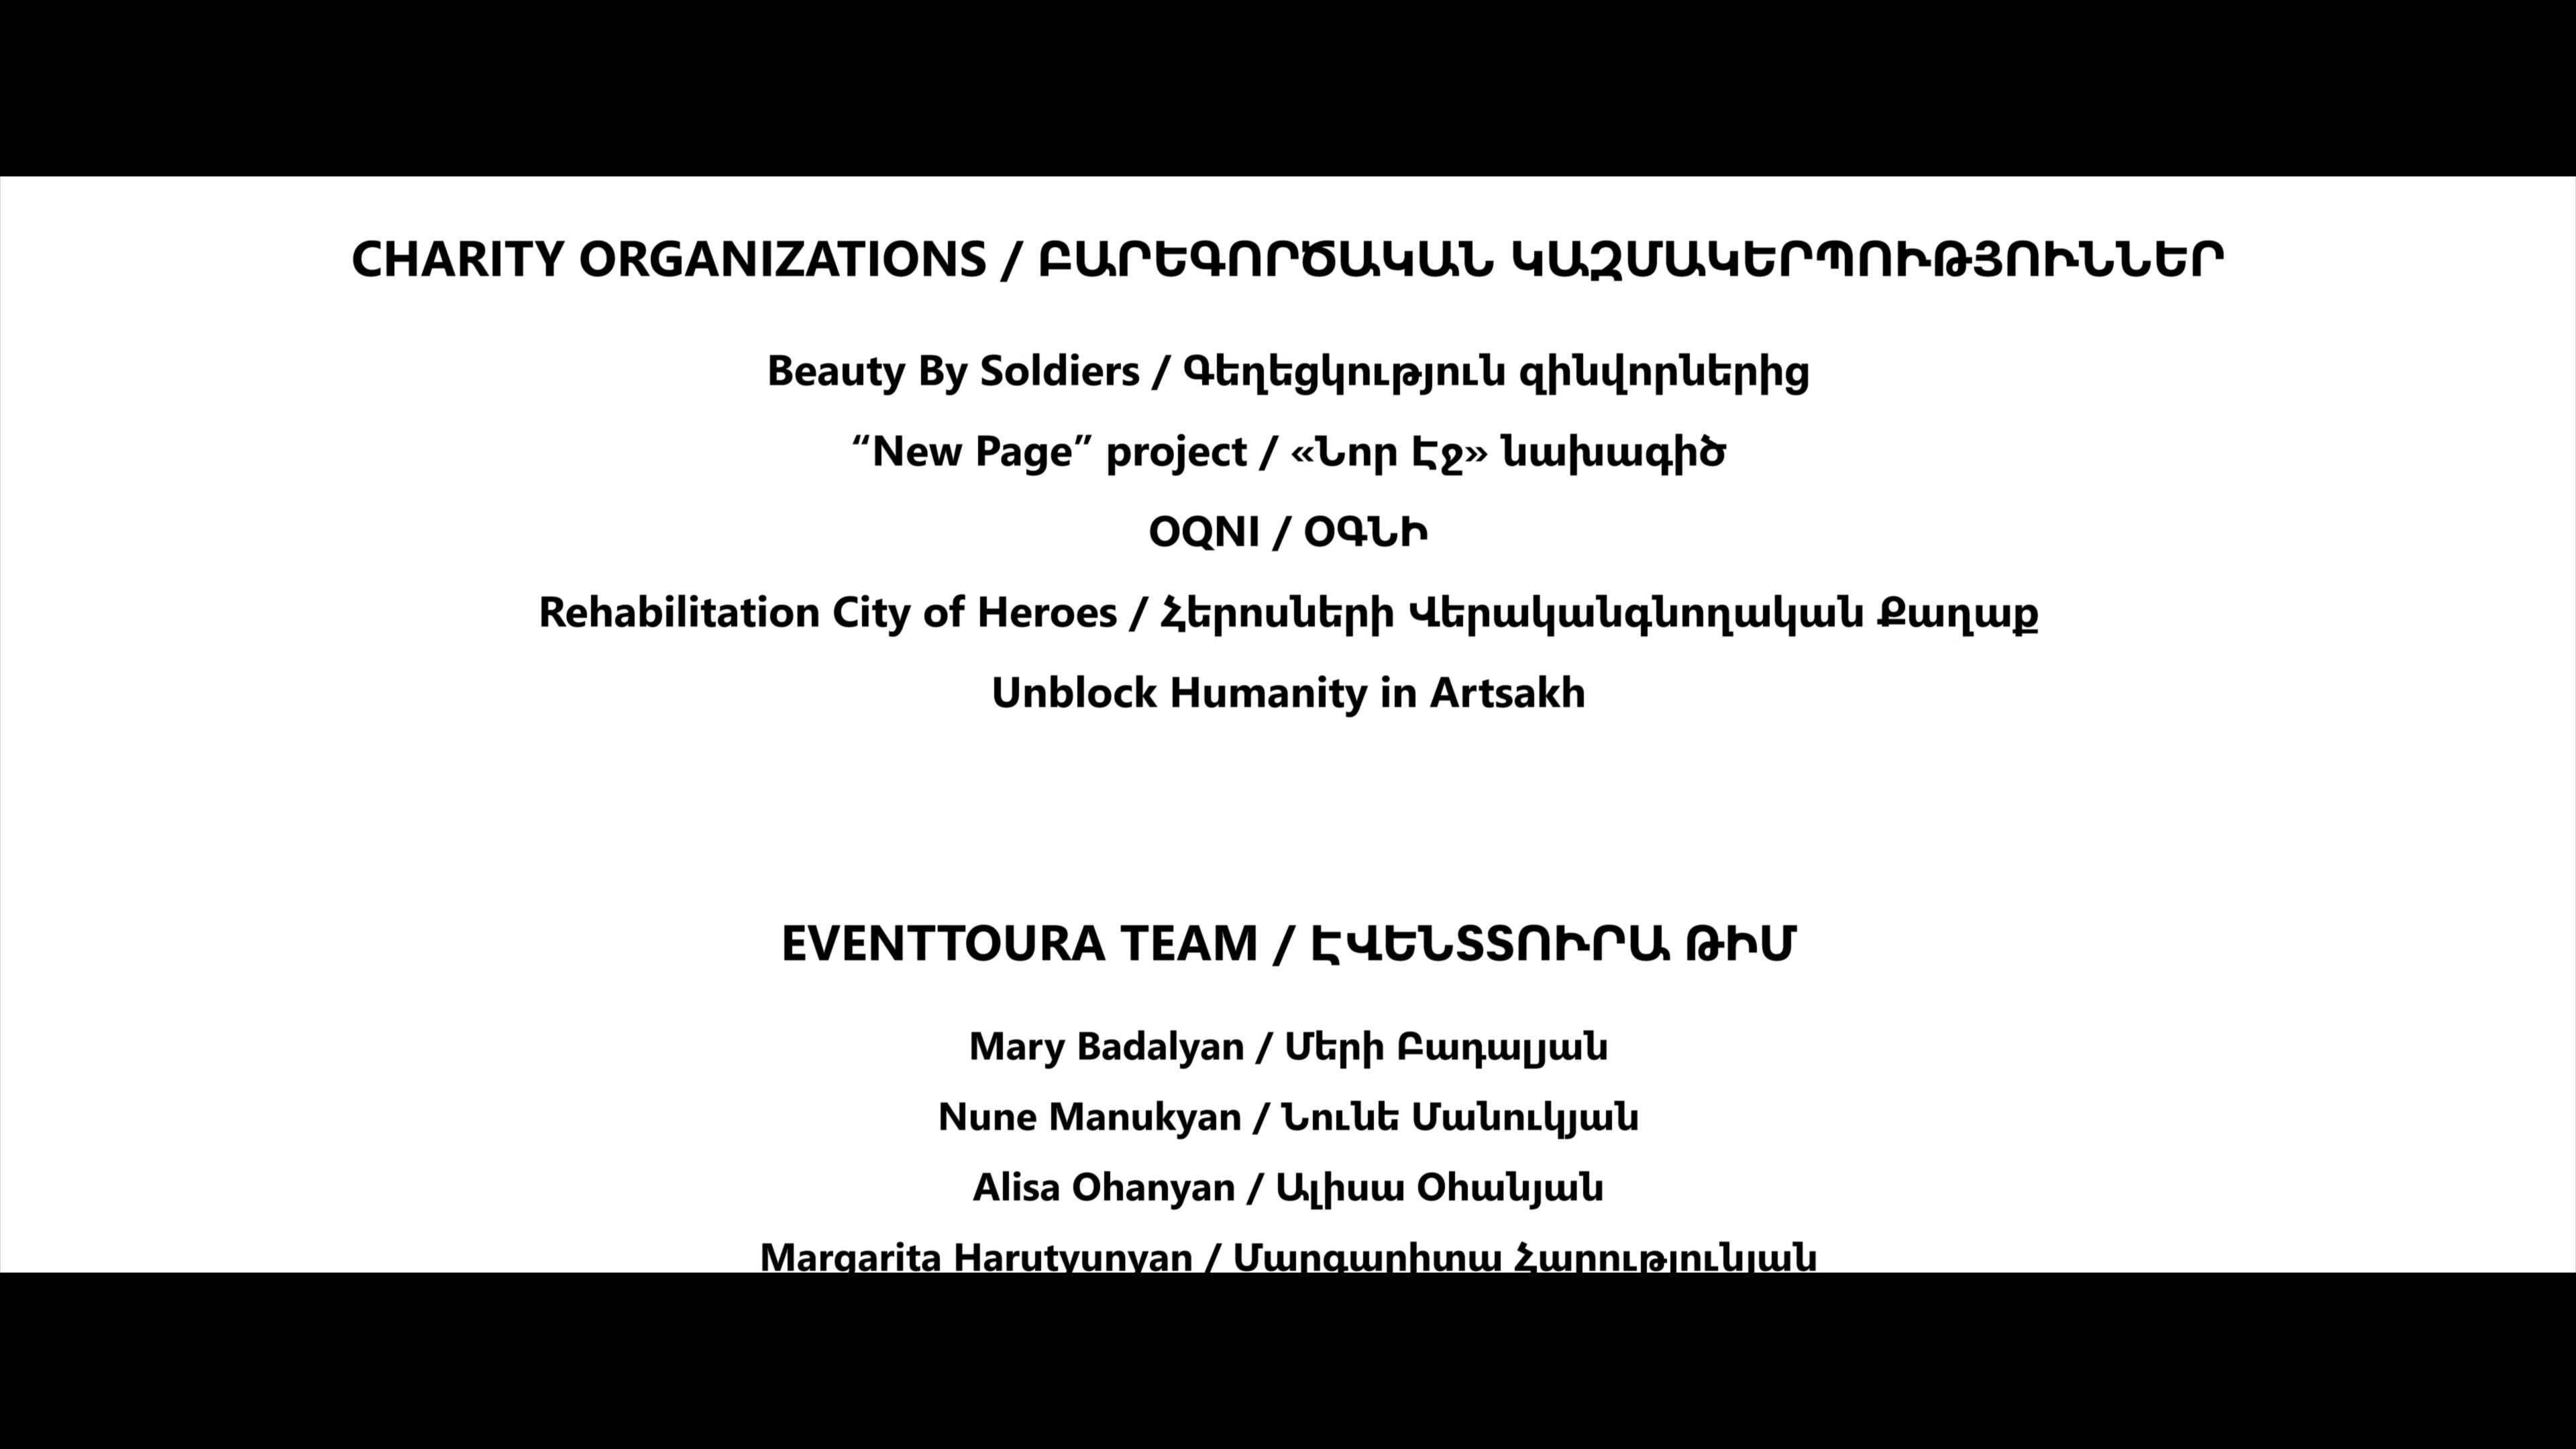 CHARITY ORGANIZATIONS / ԲԱՐԵԳՈՐԾԱԿԱՆ ԿԱԶՄԱԿԵՐՊՈՒԹՅՈՒՆՆԵՐ
Beauty By Soldiers / Գեղեցկություն զինվորներից
“New Page” project / «Նոր Էջ» նախագիծ
OQNI / ՕԳՆԻ
Rehabilitation City of Heroes / Հերոսների Վերականգնողական Քաղաք
Unblock Humanity in Artsakh
EVENTTOURA TEAM / ԷՎԵՆՏՏՈՒՐԱ ԹԻՄ
Mary Badalyan / Մերի Բադալյան
Nune Manukyan / Նունե Մանուկյան
Alisa Ohanyan / Ալիսա Օհանյան
Margarita Harutyunyan / Մարգարիտա Հարությունյան